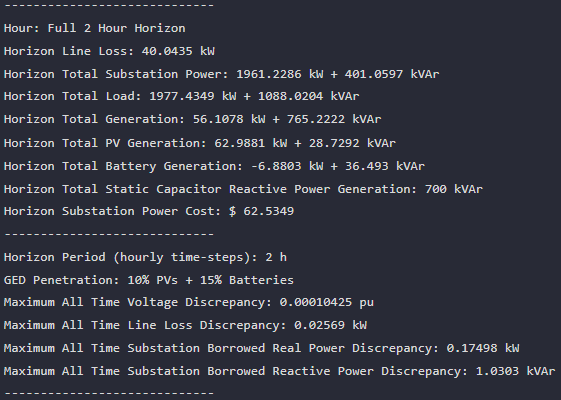 -----------------------------
Hour: Full 2 Hour Horizon
Horizon Line Loss: 40.0435 kW
Horizon Total Substation Power: 1961.2286 kW + 401.0597 kVAr
Horizon Total Load: 1977.4349 kW + 1088.0204 kVAr
Horizon Total Generation: 56.1078 kW + 765.2222 kVAr
Horizon Total PV Generation: 62.9881 kW + 28.7292 kVAr
Horizon Total Battery Generation: -6.8803 kW + 36.493 kVAr
Horizon Total Static Capacitor Reactive Power Generation: 700 kVAr
Horizon Substation Power Cost: $ 62.5349
-----------------------------
Horizon Period (hourly time-steps): 2 h
GED Penetration: 10% PVs + 15% Batteries
Maximum All Time Voltage Discrepancy: 0.00010425 pu
Maximum All Time Line Loss Discrepancy: 0.02569 kW
Maximum All Time Substation Borrowed Real Power Discrepancy: 0.17498 kW
Maximum All Time Substation Borrowed Reactive Power Discrepancy: 1.0303 kVAr
-----------------------------